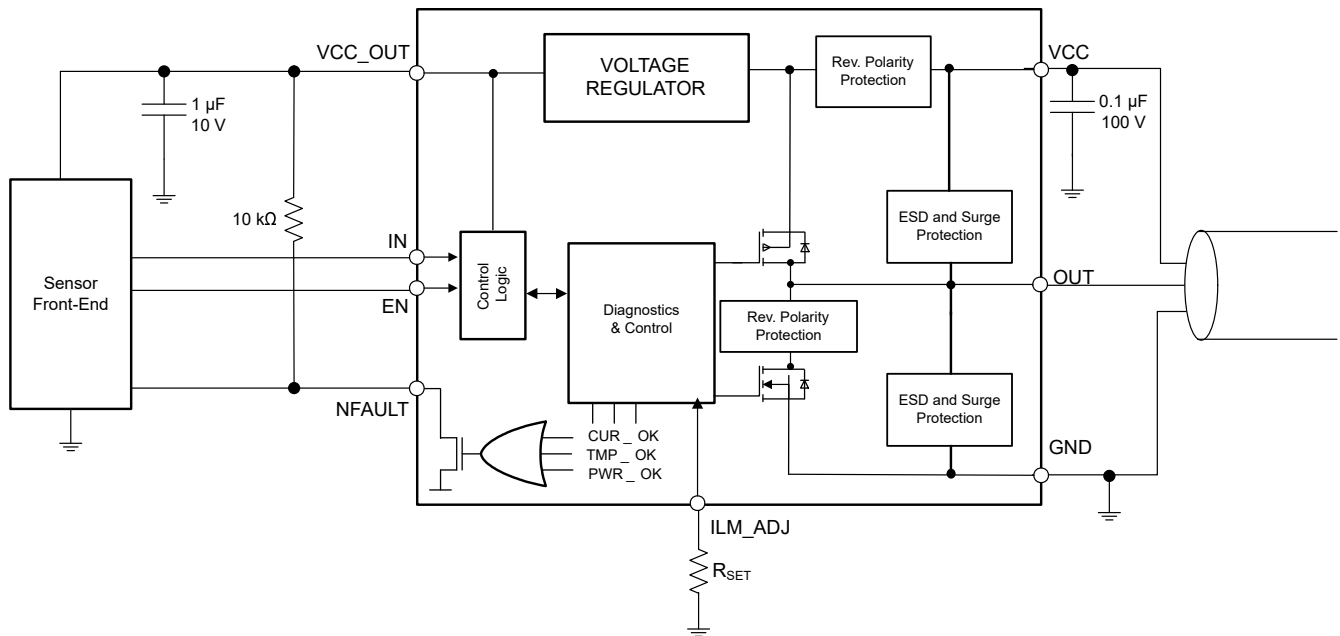 VCC_OUT
VOLTAGE
REGULATOR
Rev. Polarity
Protection
VCC
1 µF
10 V
0.1 µF
100 V
10 kΩ
ESD and Surge
Protection
IN
Sensor
Front-End
Control
Logic
EN
Diagnostics
& Control
OUT
Rev. Polarity
Protection
NFAULT
ESD and Surge
Protection
CUR _ OK
TMP _ OK
PWR _ OK
GND
ILM_ADJ
RSET